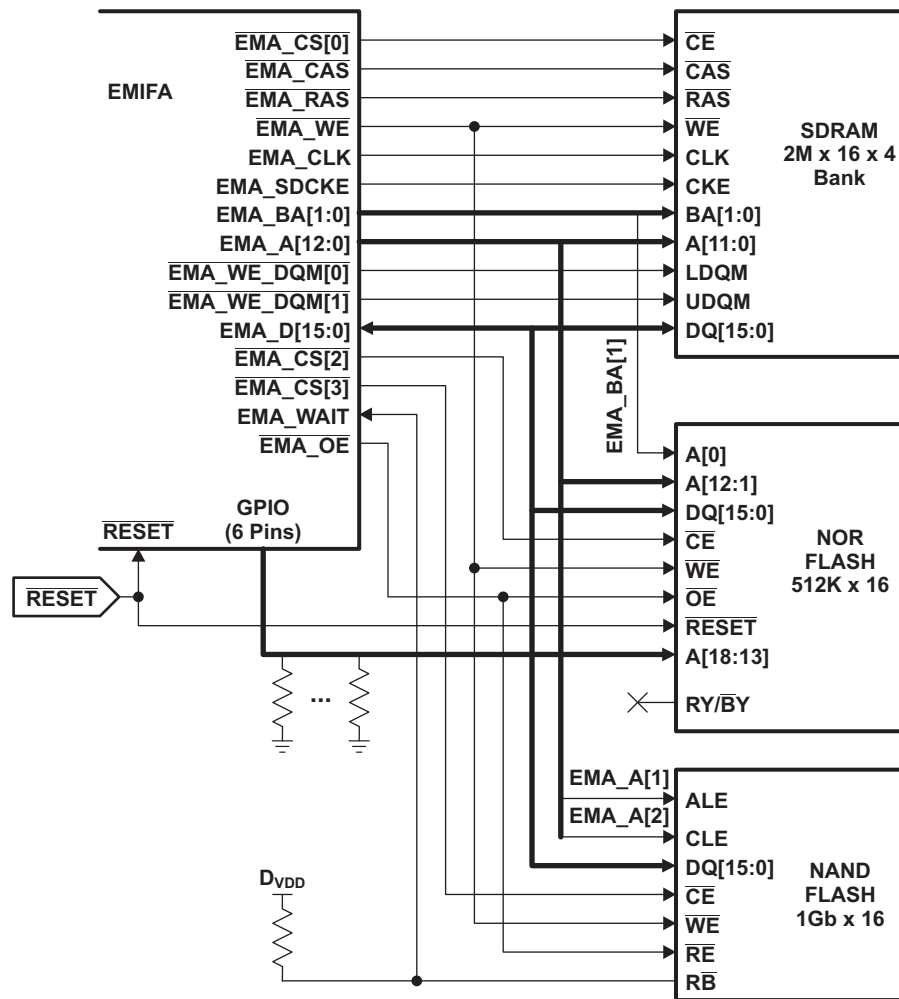 EMIFA
EMA_CS[0]
EMA_CAS
EMA_RAS
EMA_WE
EMA_CLK
EMA_SDCKE
EMA_BA[1:0]
EMA_A[12:0]
EMA_WE_DQM[0]
EMA_WE_DQM[1]
EMA_D[15:0]
EMA_CS[2]
EMA_CS[3]
EMA_WAIT
EMA_OE
GPIO
(6 Pins)
RESET
RESET
CE
CAS
RAS
WE
CLK
CKE
BA[1:0]
A[11:0]
LDQM
UDQM
DQ[15:0]
SDRAM
2M x 16 x 4
Bank
EMA_BA[1]
A[0]
A[12:1]
DQ[15:0]
CE
WE
OE
RESET
A[18:13]
RY/BY
NOR
FLASH
512K x 16
...
EMA_A[1]
EMA_A[2]
ALE
CLE
DQ[15:0]
CE
WE
RE
RB
NAND
FLASH
1Gb x 16
DVDD